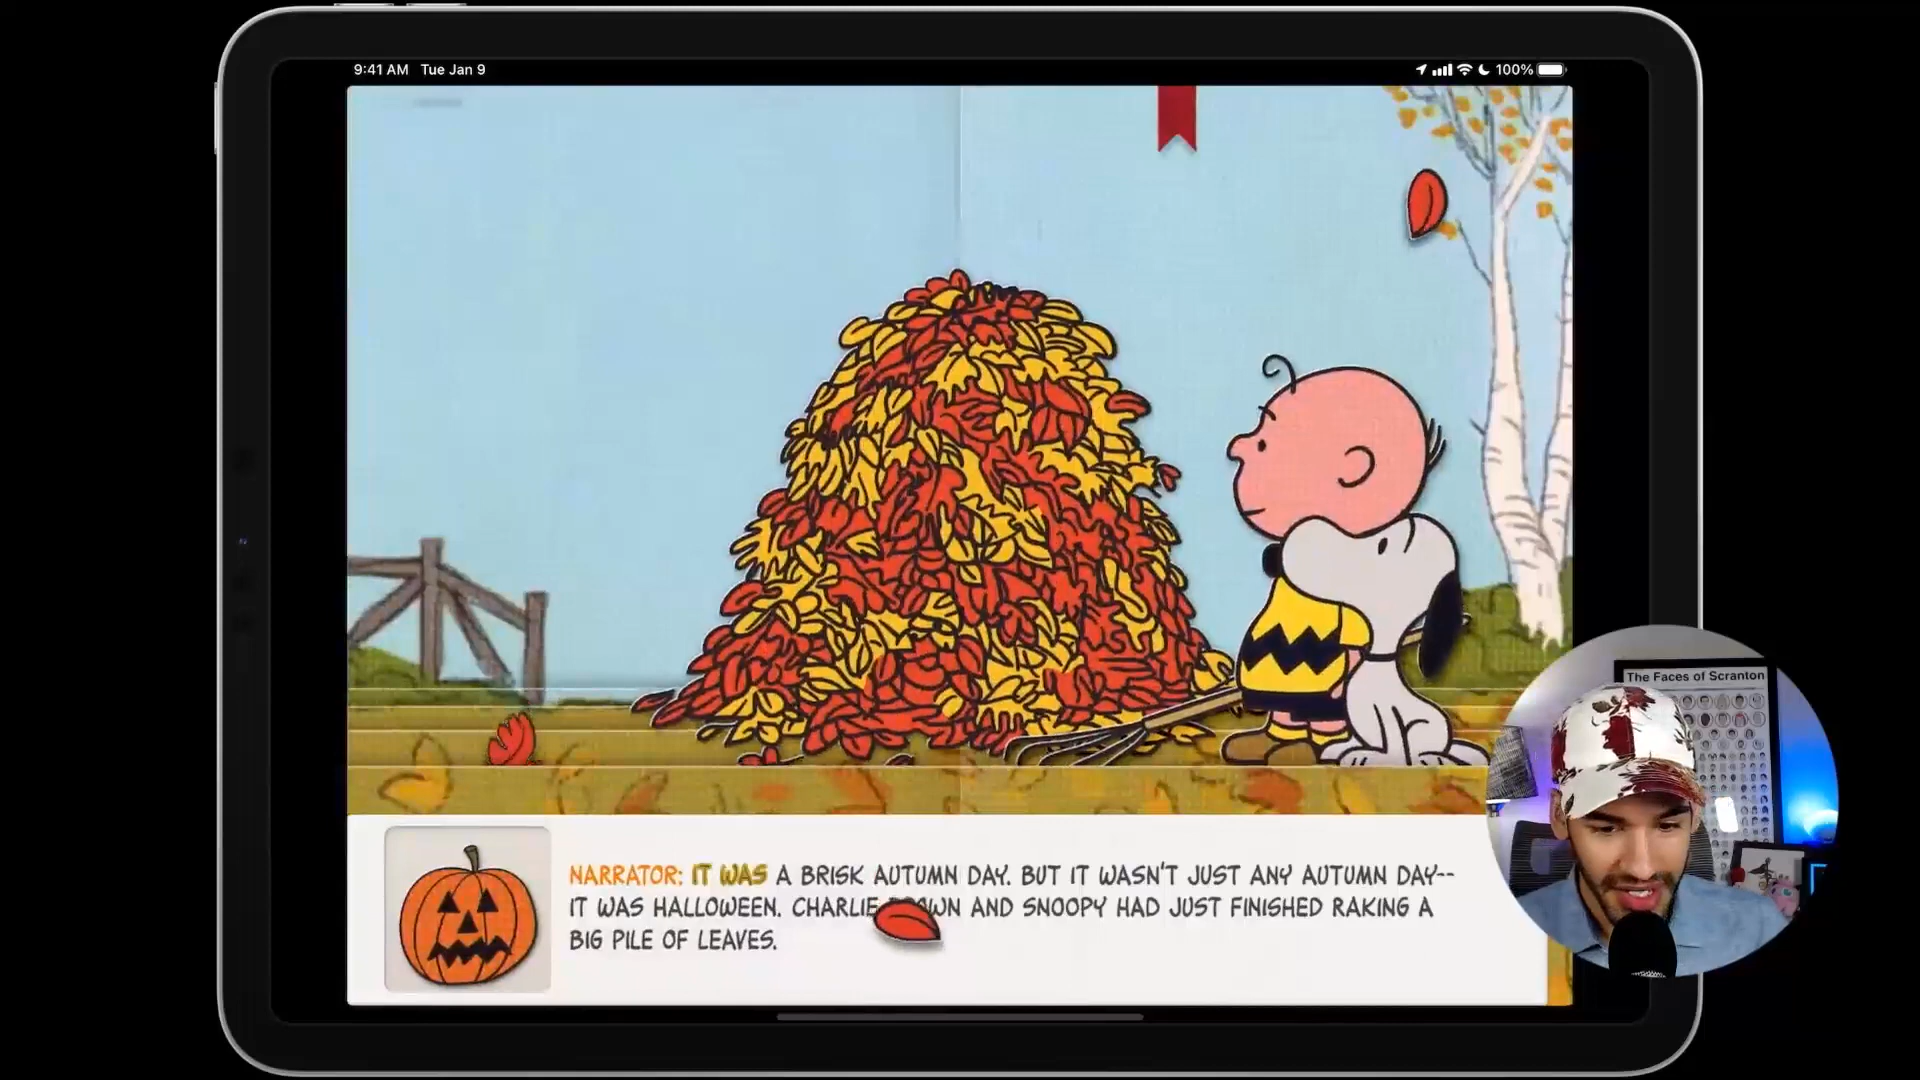 9:41 AM Tue Jan 9
100%
The Faces of Scranton
NARRATOR: IT WAS A BRISK AUTUMN DAY. BUT IT WASN'T JUST ANY AUTUMN DAY--
IT WAS HALLOWEEN. CHARLIE AND SNOOPY HAD JUST FINISHED RAKING A
BIG PILE OF LEAVES.